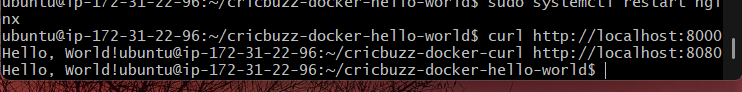 ubuntu@ip-172-31-22-96:~/cricbuzz-docker-hello-world$ sudo systemctl restart ngi
nx
ubuntu@ip-172-31-22-96:~/cricbuzz-docker-hello-world$ curl http://localhost:8000
Hello, World!ubuntu@ip-172-31-22-96:~/cricbuzz-docker-curl http://localhost:8080
Hello, World!ubuntu@ip-172-31-22-96:~/cricbuzz-docker-hello-world$